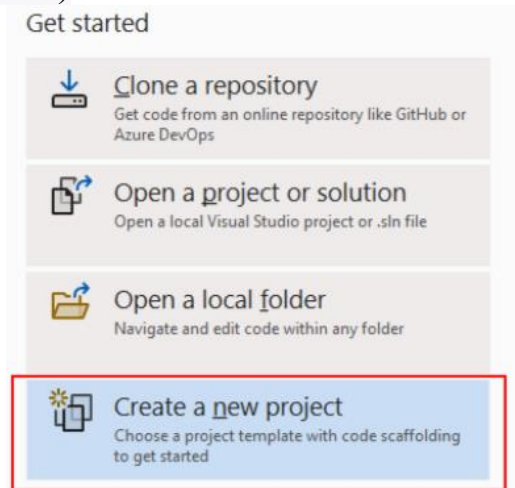 Get started
Clone a repository
Get code from an online repository like GitHub or
Azure DevOps
Open a project or solution
Open a local Visual Studio project or .sln file
Open a local folder
Navigate and edit code within any folder
Create a new project
Choose a project template with code scaffolding
to get started